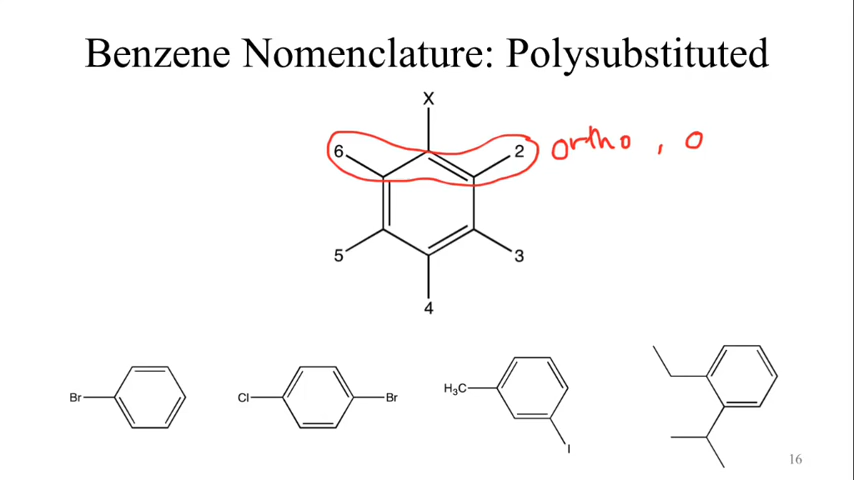 Benzene Nomenclature: Polysubstituted
X
6 2 ortho, o
5 3
4
Br Cl Br H₃C I
16